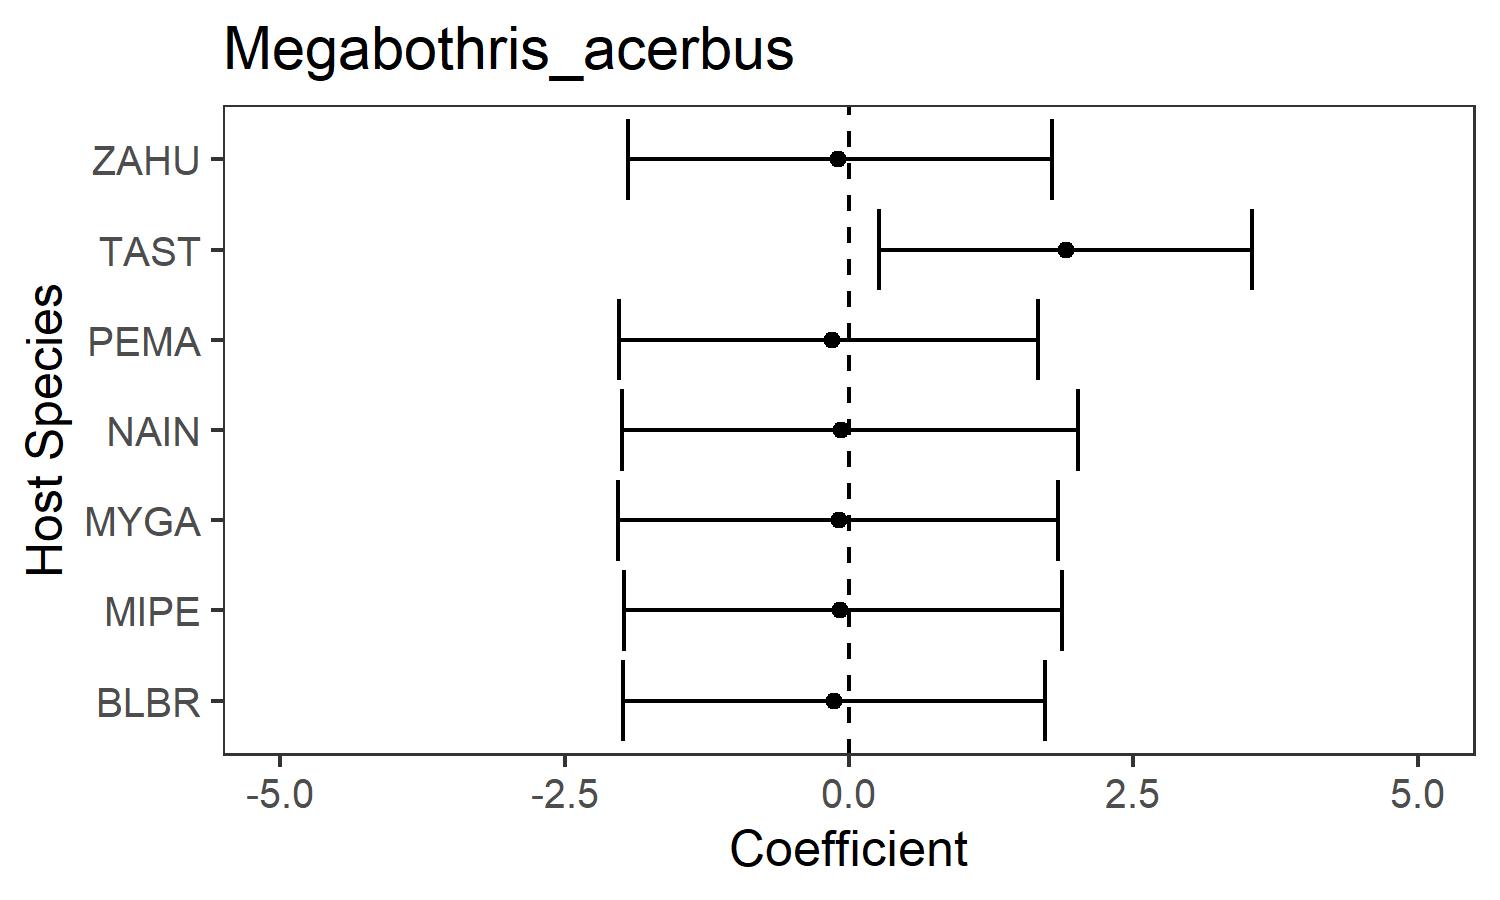 Megabothris_acerbus
Host Species
ZAHU
TAST
PEMA
NAIN
MYGA
MIPE
BLBR
-5.0 -2.5 0.0 2.5 5.0
Coefficient